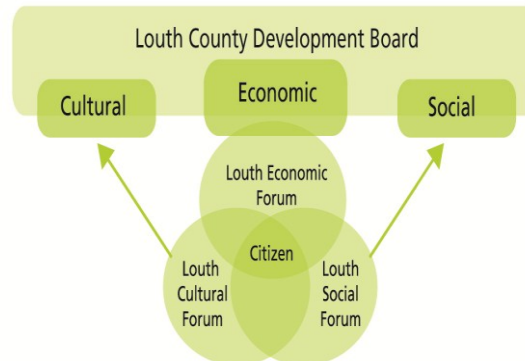 Louth County Development Board
Cultural
Economic
Social
Louth Economic
Forum
Citizen
Louth
Cultural
Forum
Louth
Social
Forum